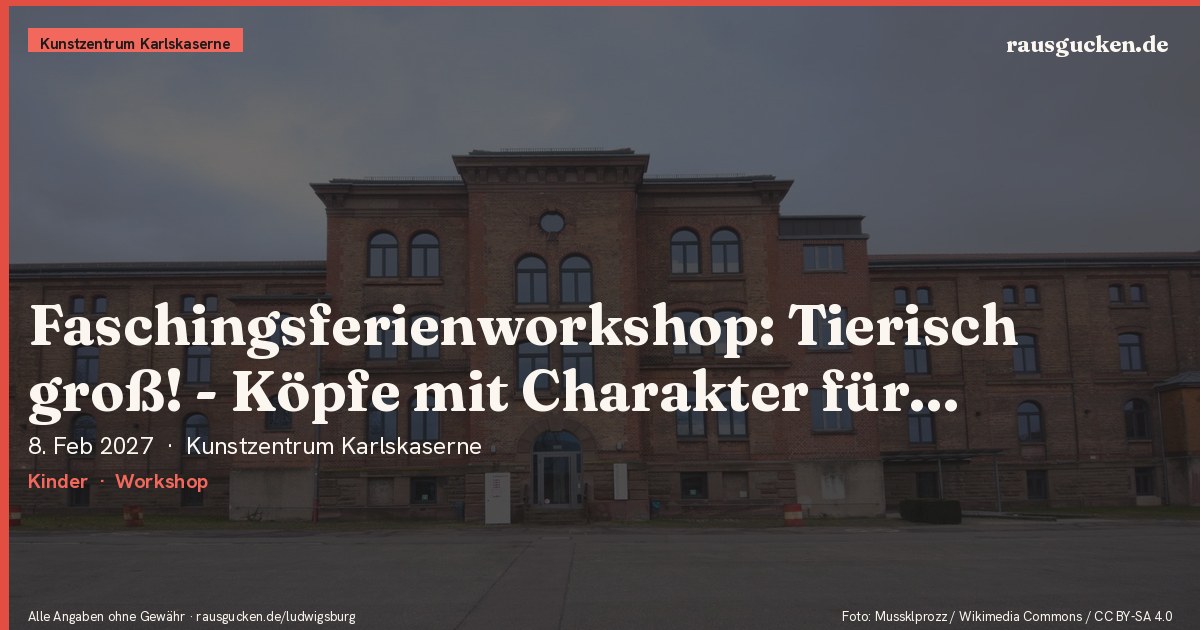 Kunstzentrum Karlskaserne
rausgucken.de
Faschingsferienworkshop: Tierisch
groß! - Köpfe mit Charakter für...
8. Feb 2027 · Kunstzentrum Karlskaserne
Kinder · Workshop
Alle Angaben ohne Gewähr · rausgucken.de/ludwigsburg
Foto: Mussklprozz / Wikimedia Commons / CC BY-SA 4.0